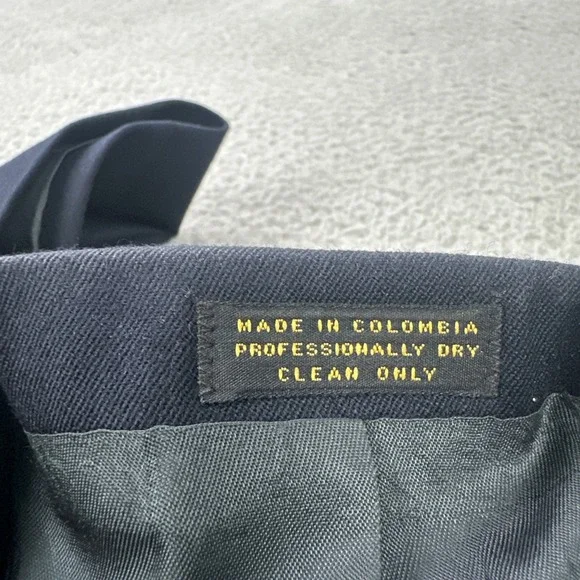 MADE IN COLOMBIA
PROFESSIONALLY DRY
CLEAN ONLY